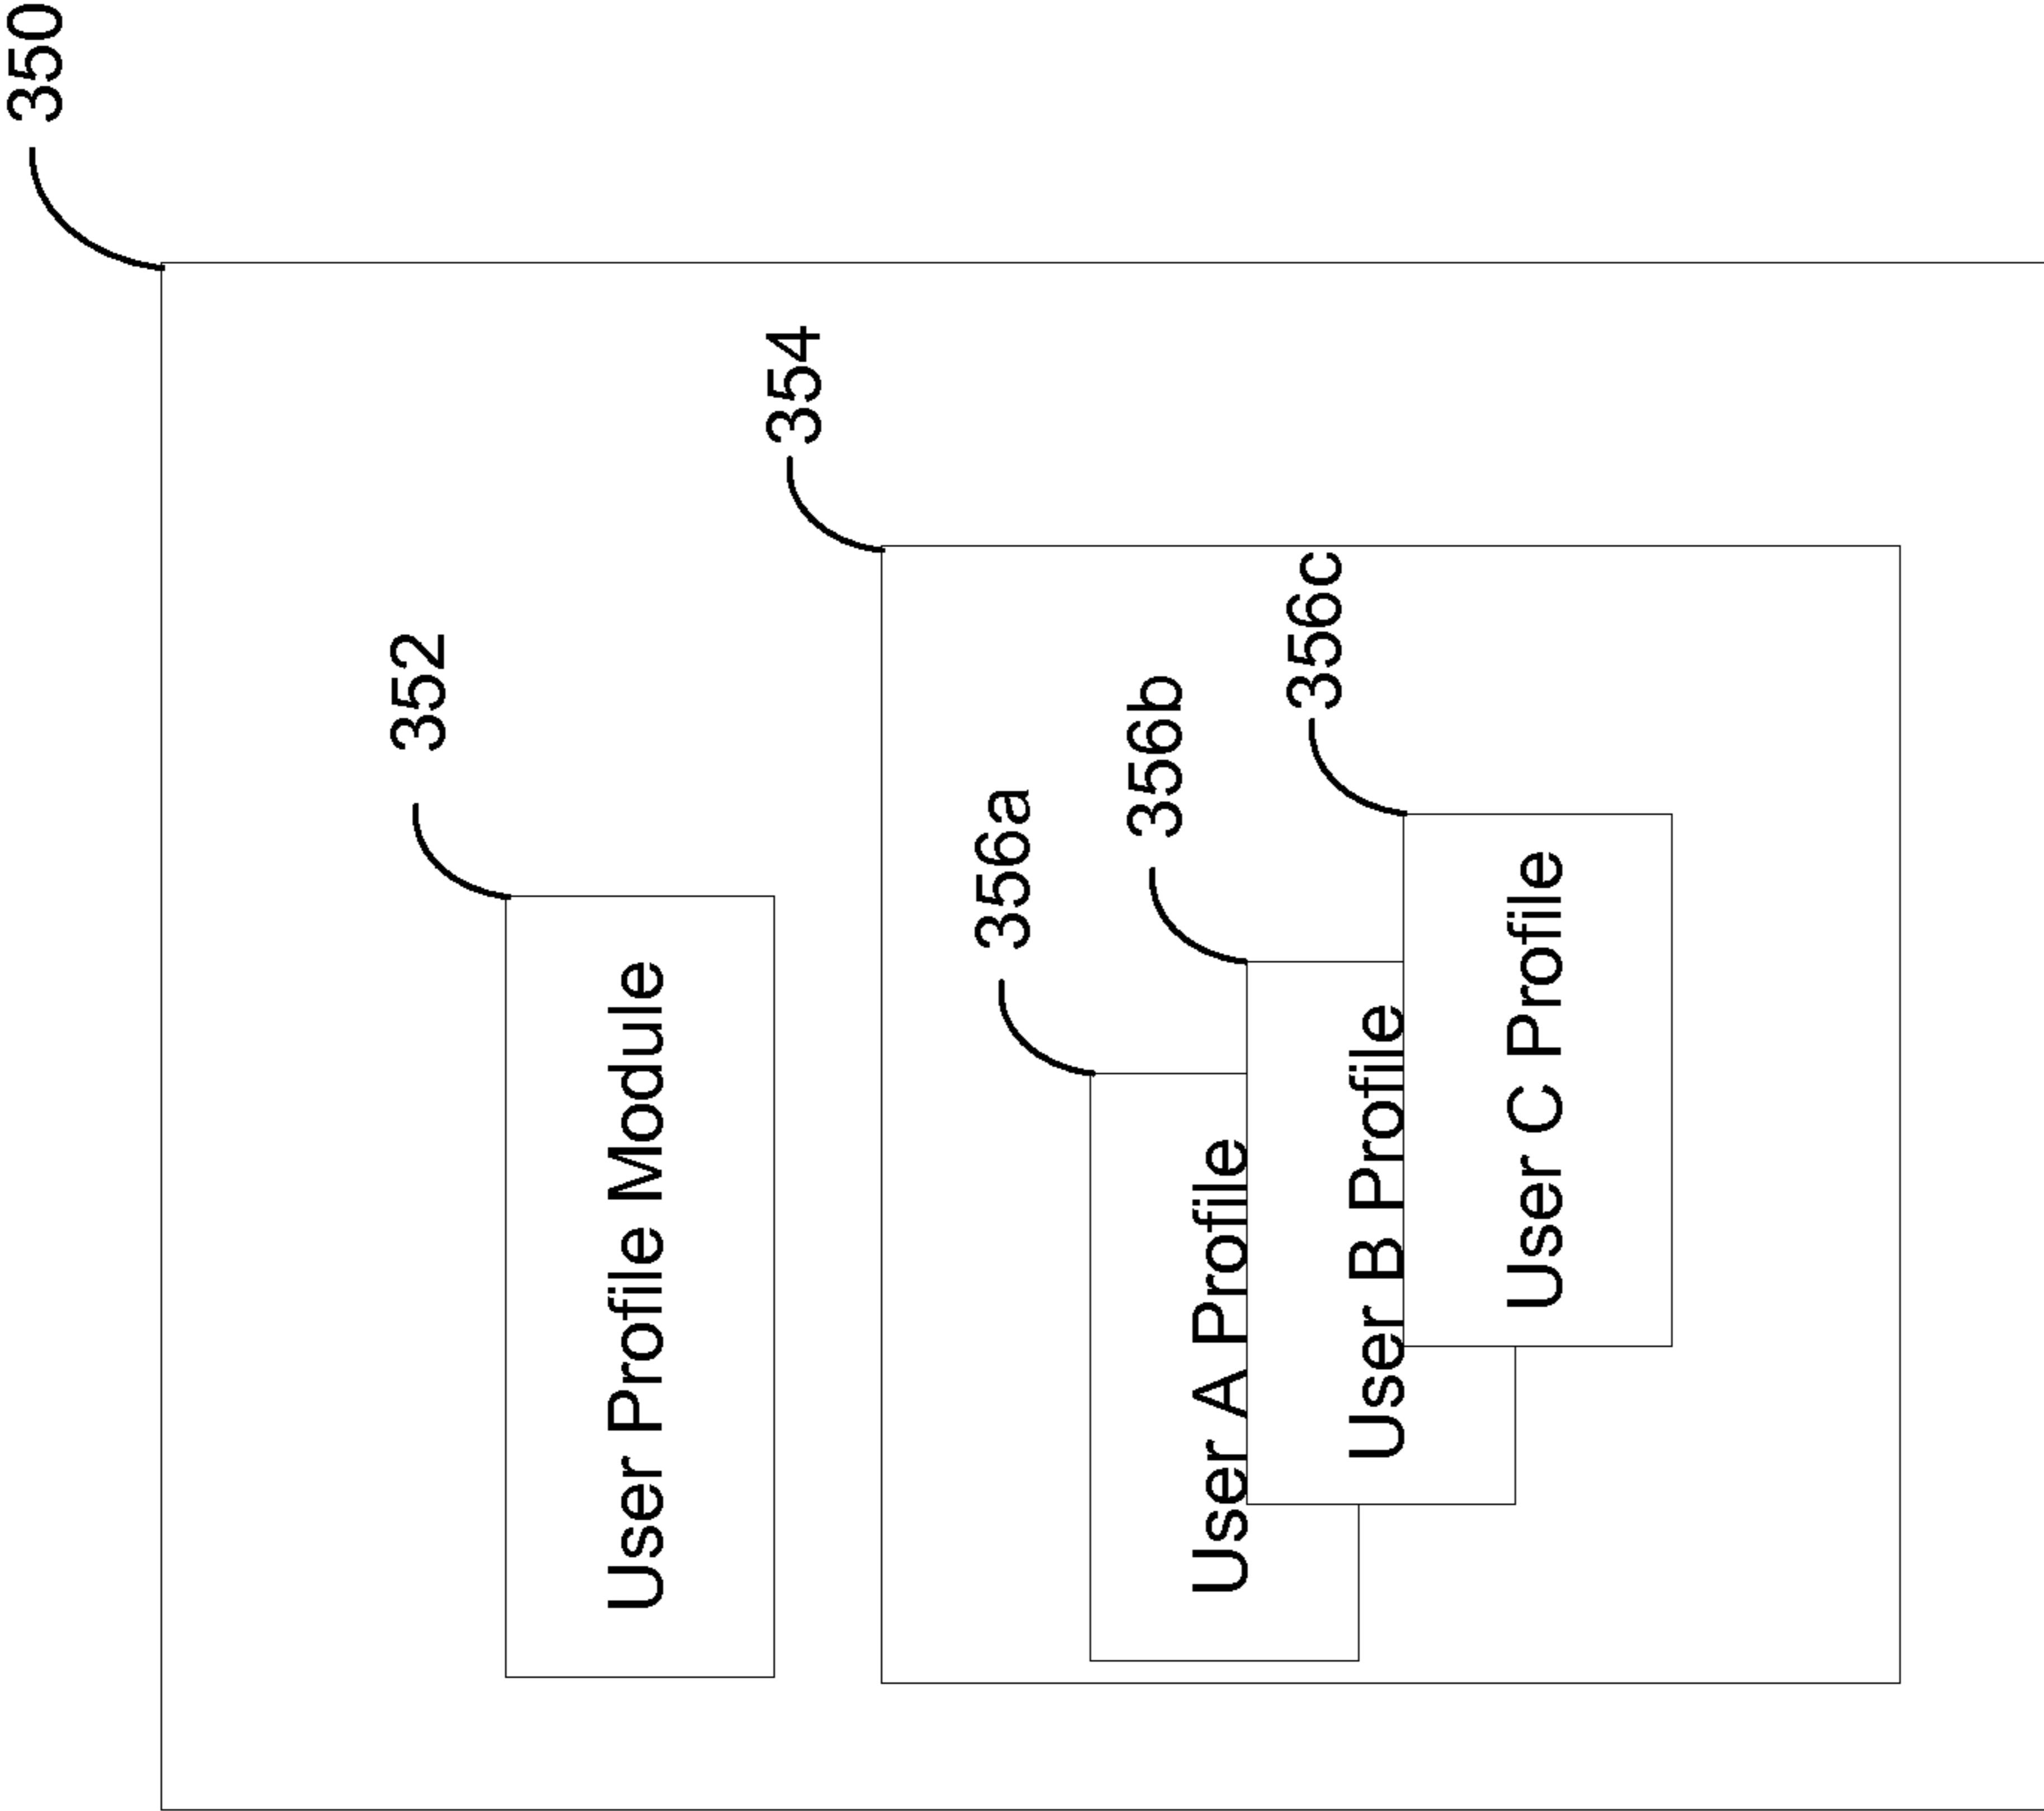 350
352
User Profile Module
354
356a
User A Profile
356b
User B Profile
356c
User C Profile